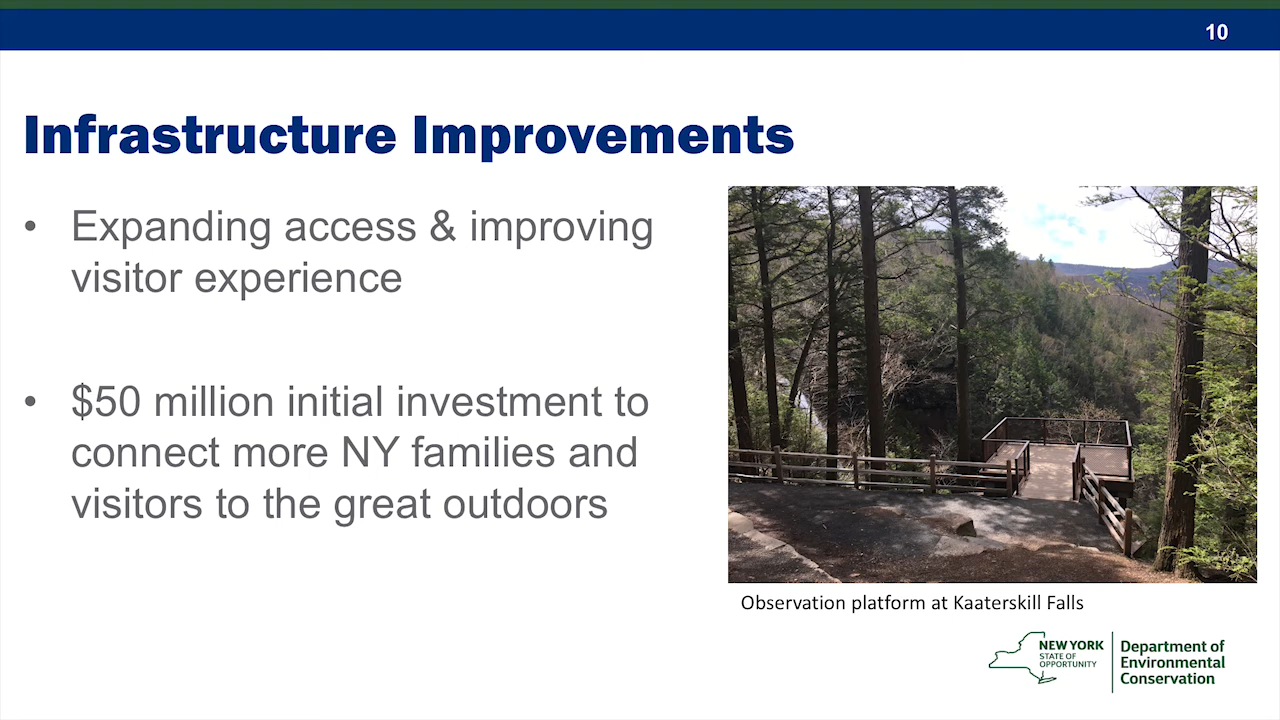 10
Infrastructure Improvements
• Expanding access & improving
visitor experience
• $50 million initial investment to
connect more NY families and
visitors to the great outdoors
Observation platform at Kaaterskill Falls
NEW YORK
STATE OF
OPPORTUNITY
Department of
Environmental
Conservation